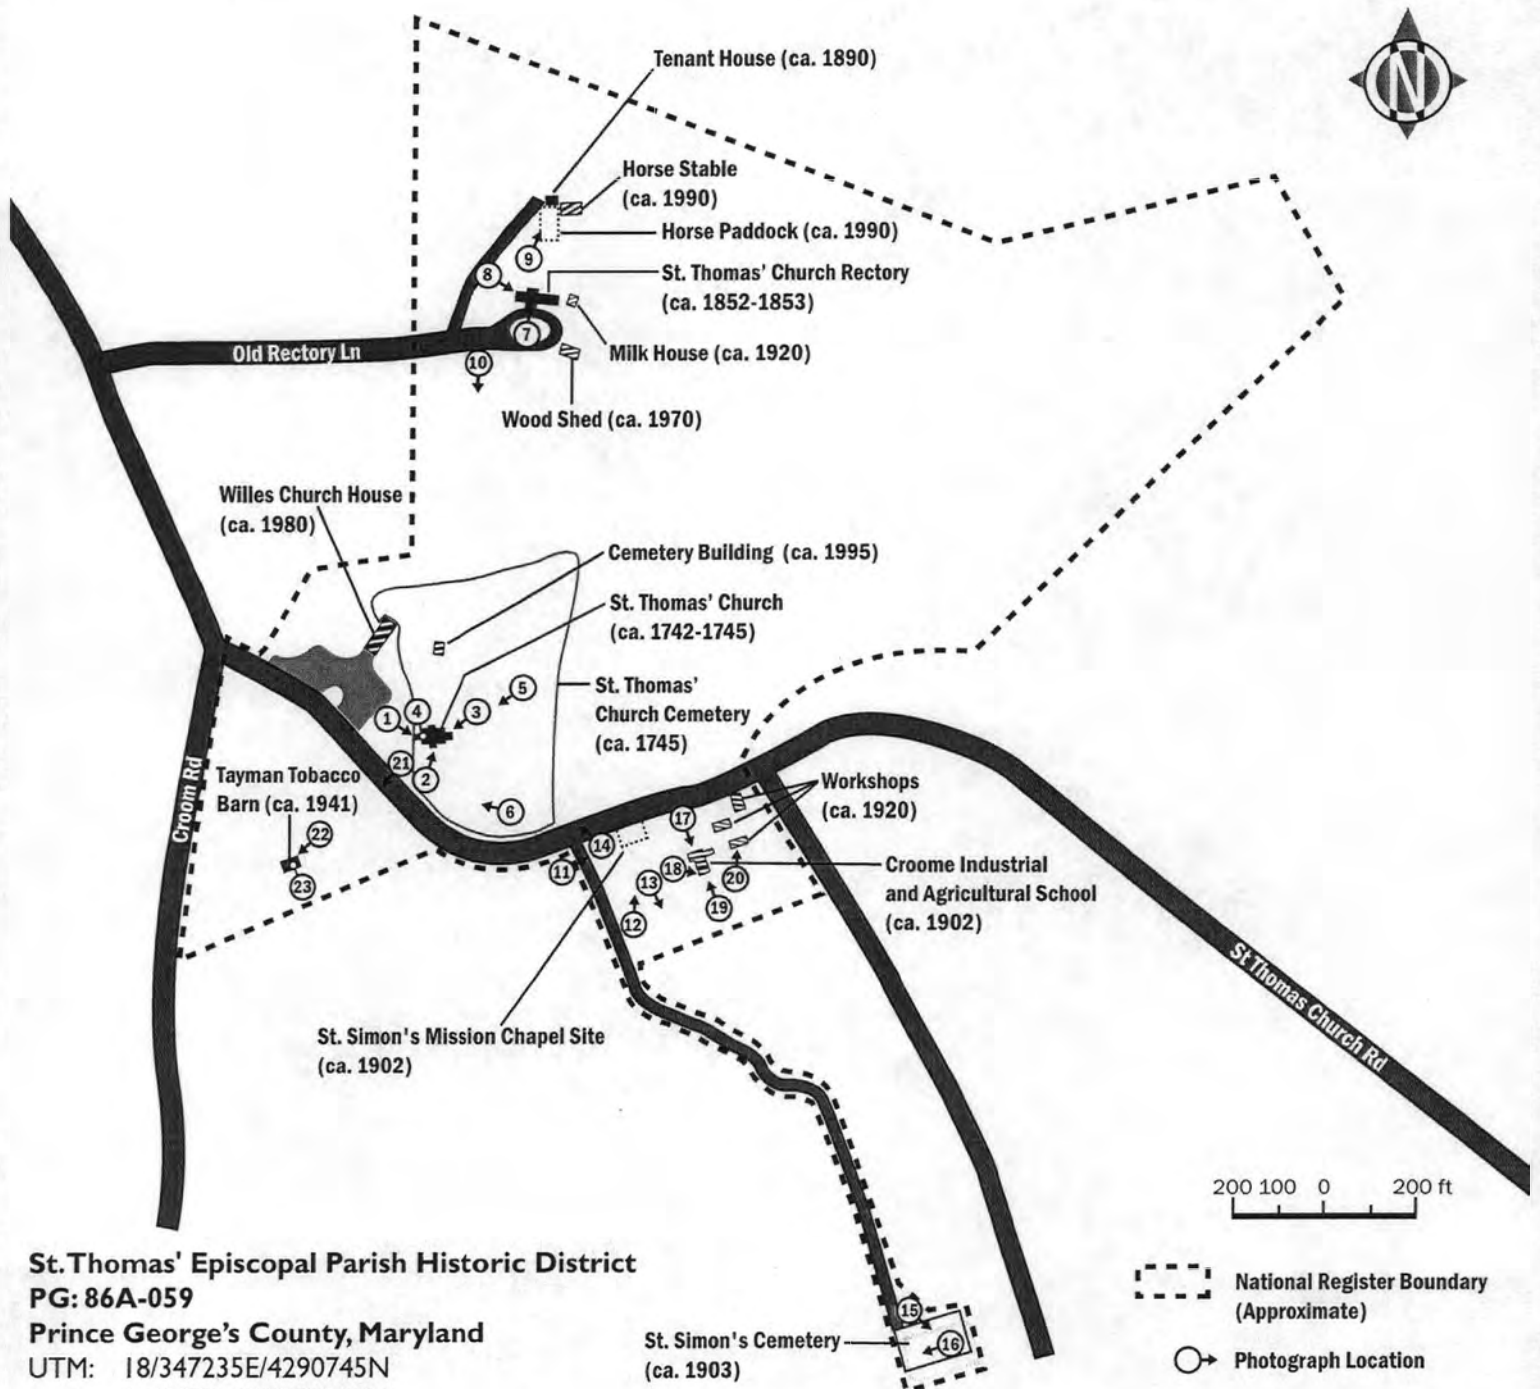 N
Tenant House (ca. 1890)
Horse Stable
(ca. 1990)
Horse Paddock (ca. 1990)
9
8
St. Thomas' Church Rectory
(ca. 1852-1853)
7
Old Rectory Ln
Milk House (ca. 1920)
10
Wood Shed (ca. 1970)
Willes Church House
(ca. 1980)
Cemetery Building (ca. 1995)
St. Thomas' Church
(ca. 1742-1745)
St. Thomas'
Church Cemetery
(ca. 1745)
5
1
4
3
21
2
6
Croom Rd
Tayman Tobacco
Barn (ca. 1941)
22
23
Workshops
(ca. 1920)
17
14
11
18
13
20
12
19
Croome Industrial
and Agricultural School
(ca. 1902)
St Thomas Church Rd
St. Simon's Mission Chapel Site
(ca. 1902)
200 100 0 200 ft
St. Thomas' Episcopal Parish Historic District
PG: 86A-059
Prince George's County, Maryland
UTM: 18/347235E/4290745N
15
16
St. Simon's Cemetery
(ca. 1903)
National Register Boundary
(Approximate)
Photograph Location